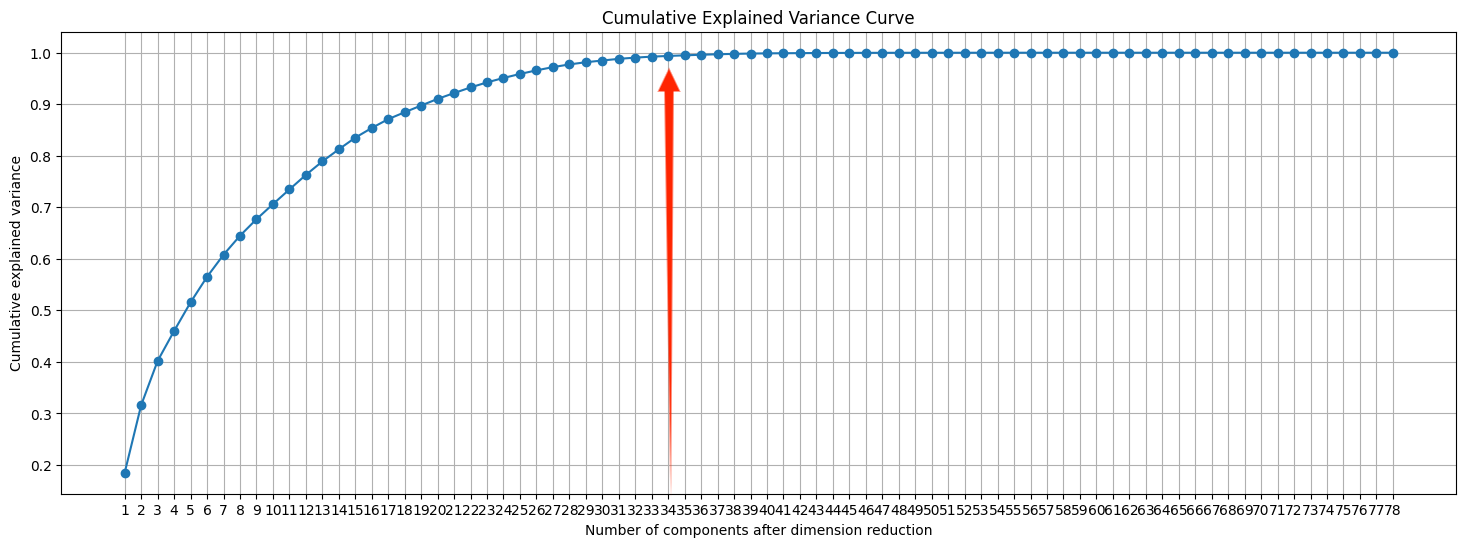 Cumulative Explained Variance Curve
1.0
0.9
0.8
0.7
0.6
0.5
0.4
0.3
0.2
Cumulative explained variance
1 2 3 4 5 6 7 8 9 10 11 12 13 14 15 16 17 18 19 20 21 22 23 24 25 26 27 28 29 30 31 32 33 34 35 36 37 38 39 40 41 42 43 44 45 46 47 48 49 50 51 52 53 54 55 56 57 58 59 60 61 62 63 64 65 66 67 68 69 70 71 72 73 74 75 76 77 78
Number of components after dimension reduction